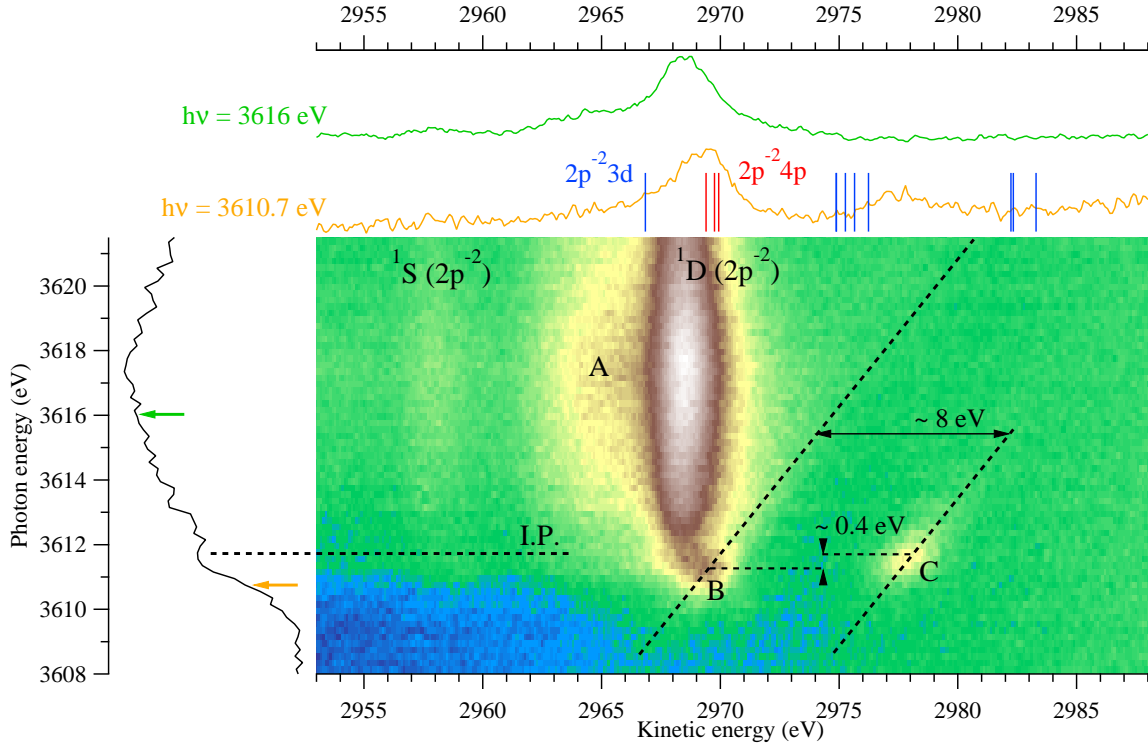 2955 2960 2965 2970 2975 2980 2985
hν = 3616 eV
2p⁻²3d 2p⁻²4p
hν = 3610.7 eV
¹S (2p⁻²) ¹D (2p⁻²)
3620
3618
A
3616
~ 8 eV
3614
~ 0.4 eV
I.P.
3612
C
B
3610
3608
Photon energy (eV)
2955 2960 2965 2970 2975 2980 2985
Kinetic energy (eV)